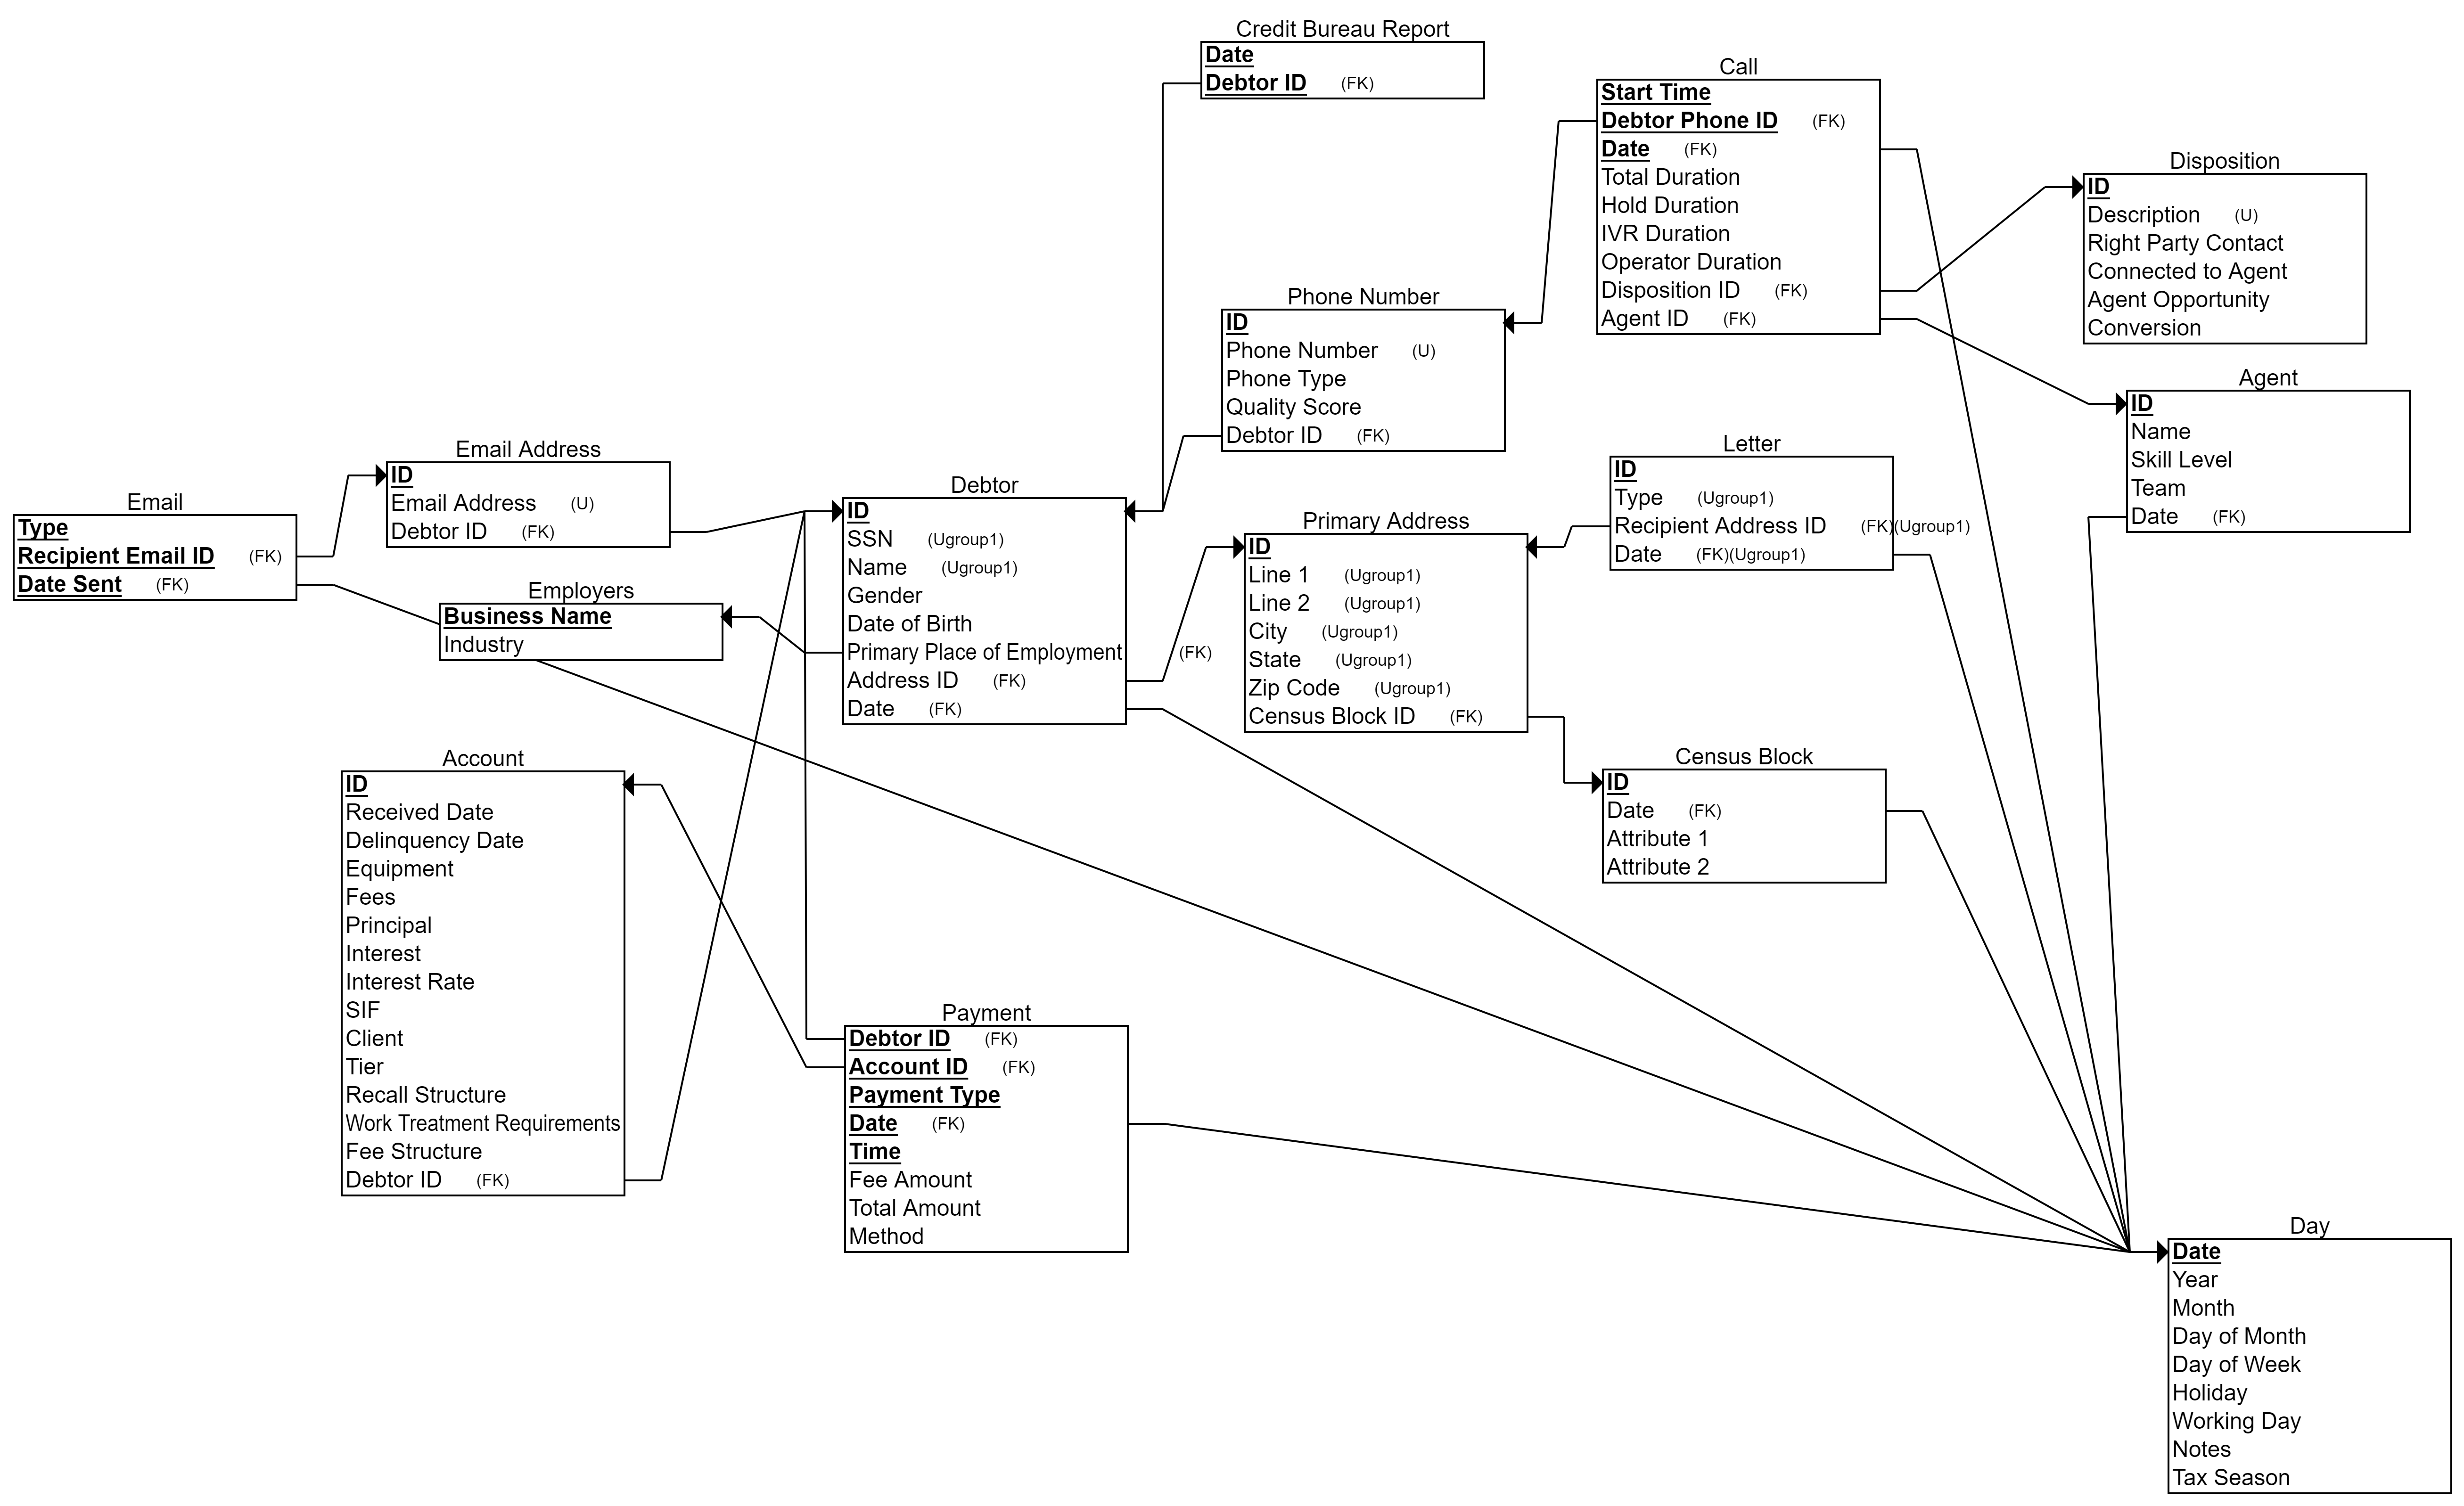 Credit Bureau Report
Date
Debtor ID (FK)
Call
Start Time
Debtor Phone ID (FK)
Date (FK)
Total Duration
Hold Duration
IVR Duration
Operator Duration
Disposition ID (FK)
Agent ID (FK)
Disposition
ID
Description (U)
Right Party Contact
Connected to Agent
Agent Opportunity
Conversion
Phone Number
ID
Phone Number (U)
Phone Type
Quality Score
Debtor ID (FK)
Agent
ID
Name
Skill Level
Team
Date (FK)
Email Address
ID
Email Address (U)
Debtor ID (FK)
Letter
ID
Type (Ugroup1)
Recipient Address ID (FK)(Ugroup1)
Date (FK)(Ugroup1)
Email
Type
Recipient Email ID (FK)
Date Sent (FK)
Debtor
ID
SSN (Ugroup1)
Name (Ugroup1)
Gender
Date of Birth
Primary Place of Employment (FK)
Address ID (FK)
Date (FK)
Primary Address
ID
Line 1 (Ugroup1)
Line 2 (Ugroup1)
City (Ugroup1)
State (Ugroup1)
Zip Code (Ugroup1)
Census Block ID (FK)
Employers
Business Name
Industry
Account
ID
Received Date
Delinquency Date
Equipment
Fees
Principal
Interest
Interest Rate
SIF
Client
Tier
Recall Structure
Work Treatment Requirements
Fee Structure
Debtor ID (FK)
Census Block
ID
Date (FK)
Attribute 1
Attribute 2
Payment
Debtor ID (FK)
Account ID (FK)
Payment Type
Date (FK)
Time
Fee Amount
Total Amount
Method
Day
Date
Year
Month
Day of Month
Day of Week
Holiday
Working Day
Notes
Tax Season